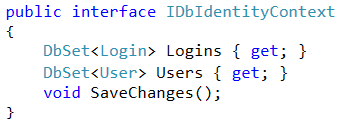 public interface IDbIdentityContext
{
    DbSet<Login> Logins { get; }
    DbSet<User> Users { get; }
    void SaveChanges();
}